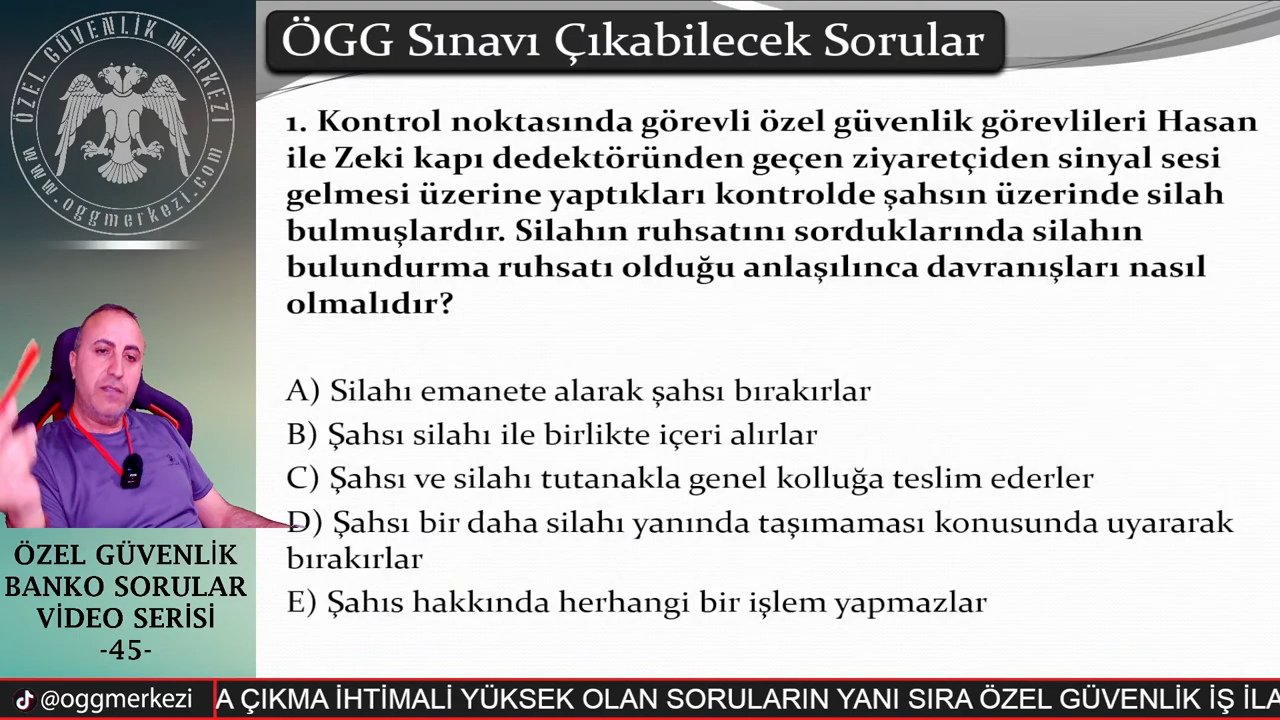 ÖZEL GÜVENLİK MERKEZİ
www.oggmerkezi.com
ÖGG Sınavı Çıkabilecek Sorular
1. Kontrol noktasında görevli özel güvenlik görevlileri Hasan
ile Zeki kapı dedektöründen geçen ziyaretçiden sinyal sesi
gelmesi üzerine yaptıkları kontrolde şahsın üzerinde silah
bulmuşlardır. Silahın ruhsatını sorduklarında silahın
bulundurma ruhsatı olduğu anlaşılınca davranışları nasıl
olmalıdır?
A) Silahı emanete alarak şahsı bırakırlar
B) Şahsı silahı ile birlikte içeri alırlar
C) Şahsı ve silahı tutanakla genel kolluğa teslim ederler
D) Şahsı bir daha silahı yanında taşımaması konusunda uyararak
bırakırlar
E) Şahıs hakkında herhangi bir işlem yapmazlar
ÖZEL GÜVENLİK
BANKO SORULAR
VİDEO SERİSİ
-45-
@oggmerkezi
A ÇIKMA İHTİMALİ YÜKSEK OLAN SORULARIN YANI SIRA ÖZEL GÜVENLİK İŞ İLA